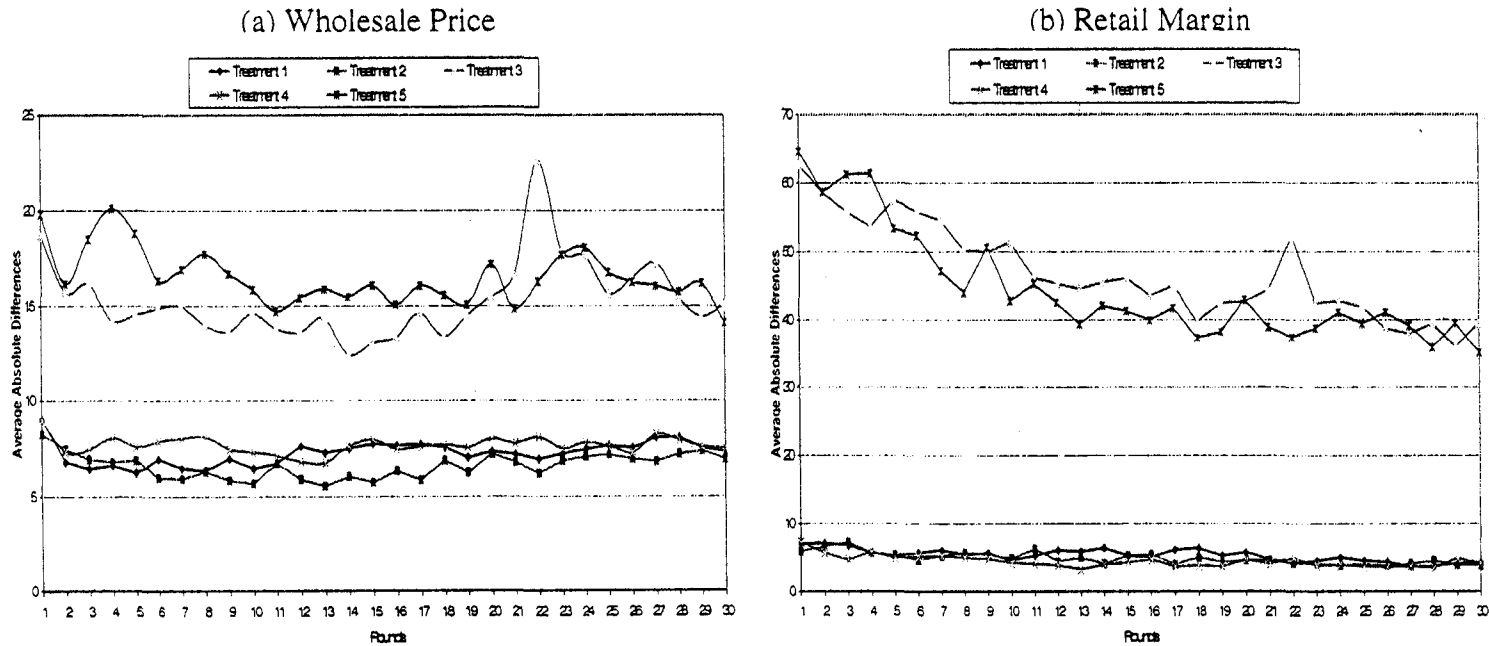 (a) Wholesale Price
Treatment 1 Treatment 2 Treatment 3
Treatment 4 Treatment 5
25
20
15
10
5
0
Average Absolute Differences
1 2 3 4 5 6 7 8 9 10 11 12 13 14 15 16 17 18 19 20 21 22 23 24 25 26 27 28 29 30
Rounds
(b) Retail Margin
Treatment 1 Treatment 2 Treatment 3
Treatment 4 Treatment 5
70
60
50
40
30
20
10
0
Average Absolute Differences
1 2 3 4 5 6 7 8 9 10 11 12 13 14 15 16 17 18 19 20 21 22 23 24 25 26 27 28 29 30
Rounds